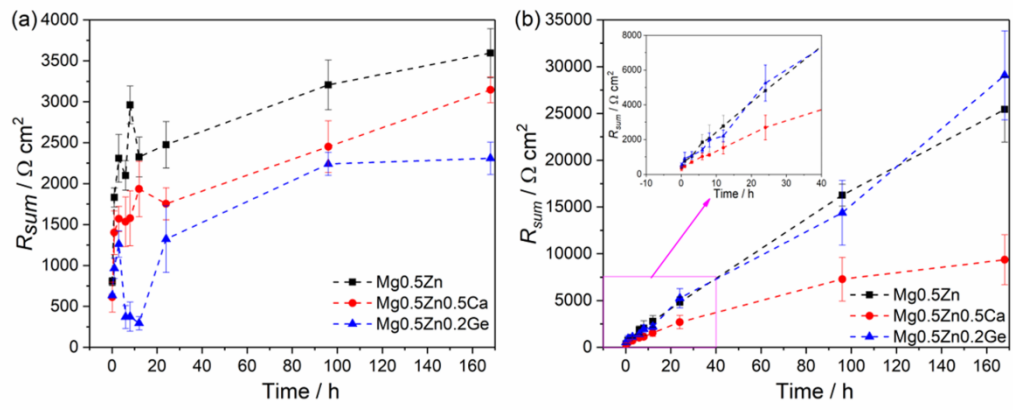 (a)
4000
3500
3000
2500
2000
1500
1000
500
0
R_sum / Ω cm²
0 20 40 60 80 100 120 140 160
Time / h
Mg0.5Zn
Mg0.5Zn0.5Ca
Mg0.5Zn0.2Ge
(b)
35000
30000
25000
20000
15000
10000
5000
0
R_sum / Ω cm²
0 20 40 60 80 100 120 140 160
Time / h
8000
6000
4000
2000
0
R_sum / Ω cm²
-10 0 10 20 30 40
Time / h
Mg0.5Zn
Mg0.5Zn0.5Ca
Mg0.5Zn0.2Ge